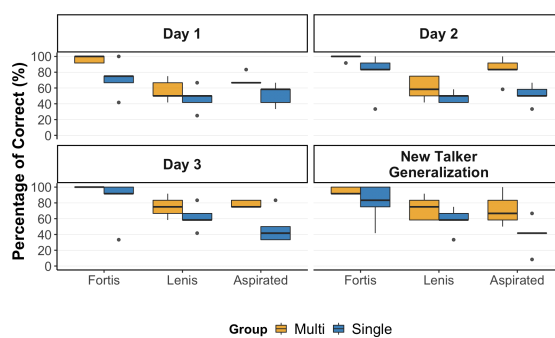 Day 1
Day 2
100
80
60
40
20
0
Day 3
New Talker
Generalization
100
80
60
40
20
0
Percentage of Correct (%)
Fortis Lenis Aspirated
Fortis Lenis Aspirated
Group Multi Single